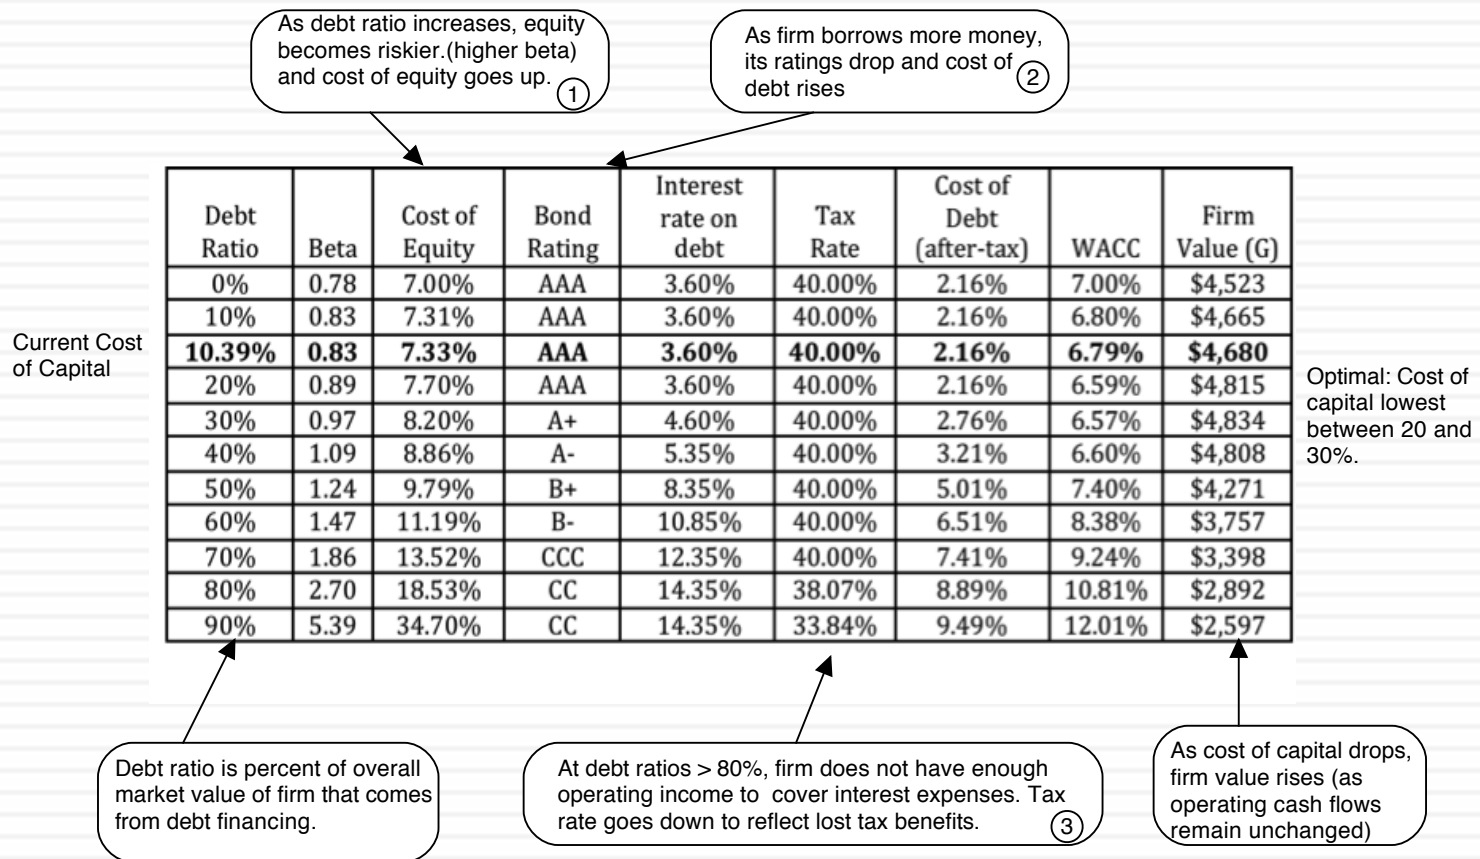 As debt ratio increases, equity
becomes riskier.(higher beta)
and cost of equity goes up.
1
As firm borrows more money,
its ratings drop and cost of
debt rises
2
Debt Ratio Beta Cost of Equity Bond Rating Interest rate on debt Tax Rate Cost of Debt (after-tax) WACC Firm Value (G)
0% 0.78 7.00% AAA 3.60% 40.00% 2.16% 7.00% $4,523
10% 0.83 7.31% AAA 3.60% 40.00% 2.16% 6.80% $4,665
Current Cost
of Capital
10.39% 0.83 7.33% AAA 3.60% 40.00% 2.16% 6.79% $4,680
20% 0.89 7.70% AAA 3.60% 40.00% 2.16% 6.59% $4,815
30% 0.97 8.20% A+ 4.60% 40.00% 2.76% 6.57% $4,834
40% 1.09 8.86% A- 5.35% 40.00% 3.21% 6.60% $4,808
50% 1.24 9.79% B+ 8.35% 40.00% 5.01% 7.40% $4,271
60% 1.47 11.19% B- 10.85% 40.00% 6.51% 8.38% $3,757
70% 1.86 13.52% CCC 12.35% 40.00% 7.41% 9.24% $3,398
80% 2.70 18.53% CC 14.35% 38.07% 8.89% 10.81% $2,892
90% 5.39 34.70% CC 14.35% 33.84% 9.49% 12.01% $2,597
Optimal: Cost of
capital lowest
between 20 and
30%.
Debt ratio is percent of overall
market value of firm that comes
from debt financing.
At debt ratios > 80%, firm does not have enough
operating income to cover interest expenses. Tax
rate goes down to reflect lost tax benefits.
3
As cost of capital drops,
firm value rises (as
operating cash flows
remain unchanged)